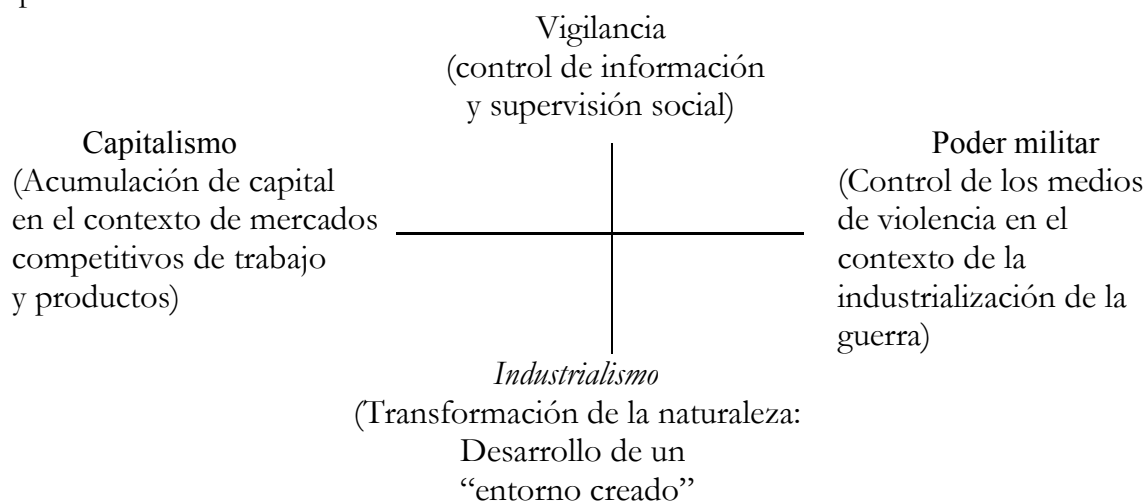 Vigilancia
(control de información
y supervisión social)
Capitalismo
(Acumulación de capital
en el contexto de mercados
competitivos de trabajo
y productos)
Poder militar
(Control de los medios
de violencia en el
contexto de la
industrialización de la
guerra)
Industrialismo
(Transformación de la naturaleza:
Desarrollo de un
“entorno creado”